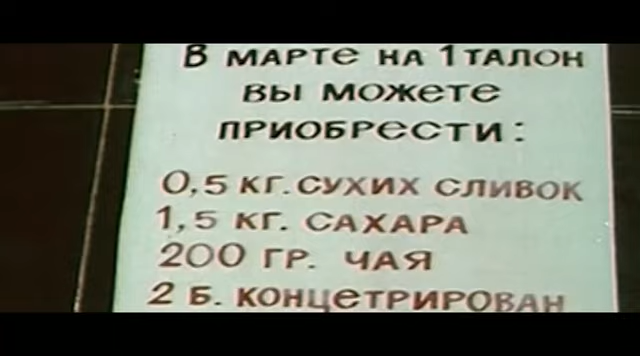 В МАРТЕ НА 1 ТАЛОН
ВЫ МОЖЕТЕ
ПРИОБРЕСТИ:
0,5 КГ. СУХИХ СЛИВОК
1,5 КГ. САХАРА
200 ГР. ЧАЯ
2 Б. КОНЦЕТРИРОВАН